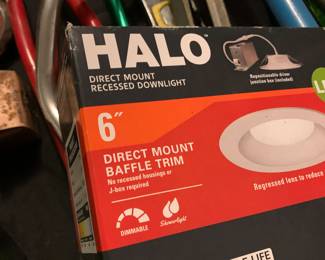 HALO
DIRECT MOUNT
RECESSED DOWNLIGHT
Repositionable driver
junction box (included)
6"
DIRECT MOUNT
BAFFLE TRIM
No recessed housings or
J-box required
Regressed lens to reduce
DIMMABLE
Showerlight
LIFE